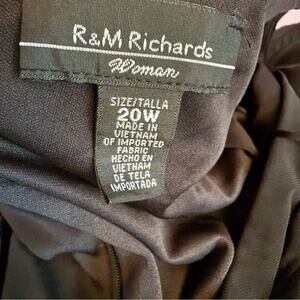 R&M Richards
Woman
SIZE/TALLA
20W
MADE IN
VIETNAM
OF IMPORTED
FABRIC
HECHO EN
VIETNAM
DE TELA
IMPORTADA